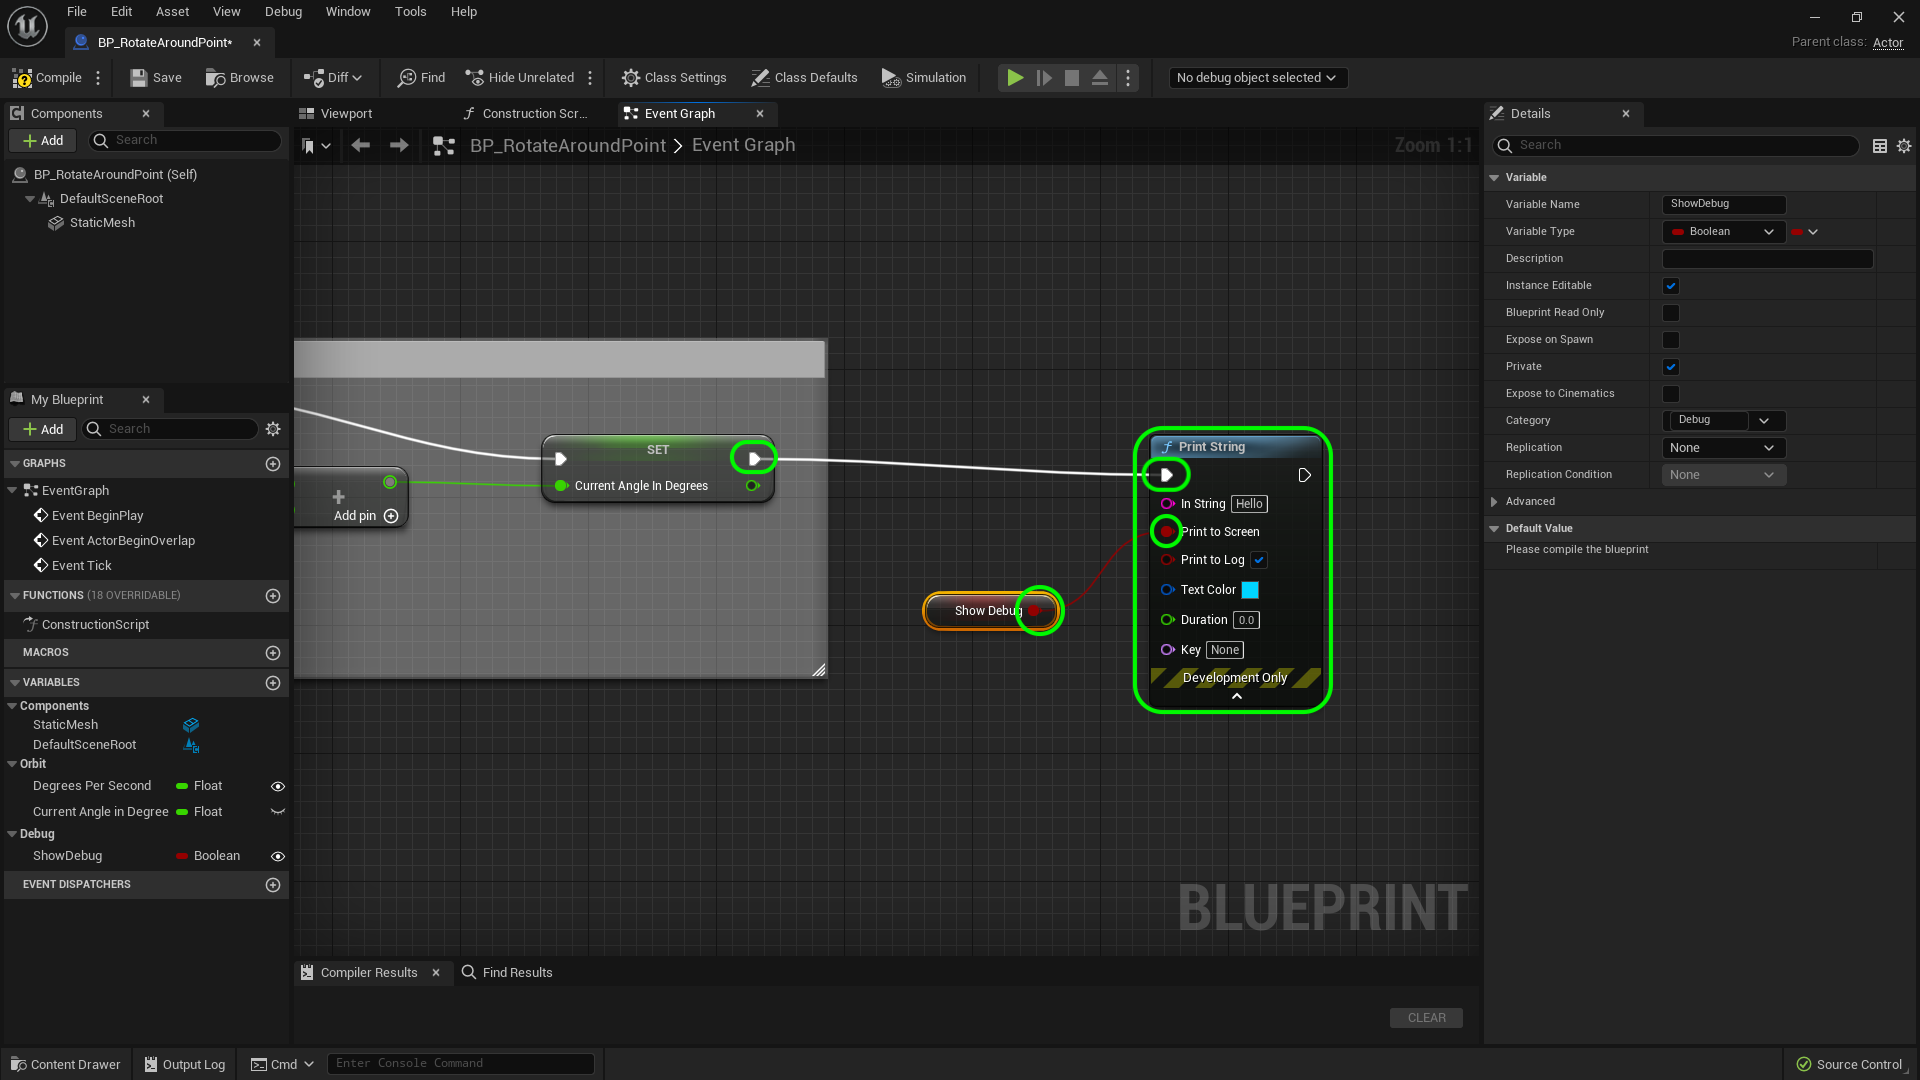 File Edit Asset View Debug Window Tools Help
BP_RotateAroundPoint*
Parent class: Actor
Compile Save Browse Diff Find Hide Unrelated Class Settings Class Defaults Simulation No debug object selected
Components
Add Search
BP_RotateAroundPoint (Self)
DefaultSceneRoot
StaticMesh
My Blueprint
Add Search
GRAPHS
EventGraph
Event BeginPlay
Event ActorBeginOverlap
Event Tick
FUNCTIONS (18 OVERRIDABLE)
ConstructionScript
MACROS
VARIABLES
Components
StaticMesh
DefaultSceneRoot
Orbit
Degrees Per Second Float
Current Angle in Degree Float
Debug
ShowDebug Boolean
EVENT DISPATCHERS
Viewport Construction Scr... Event Graph
BP_RotateAroundPoint > Event Graph Zoom 1:1
Add pin
SET
Current Angle In Degrees
Show Debug
Print String
In String Hello
Print to Screen
Print to Log
Text Color
Duration 0.0
Key None
Development Only
BLUEPRINT
Compiler Results Find Results
CLEAR
Details
Search
Variable
Variable Name ShowDebug
Variable Type Boolean
Description
Instance Editable
Blueprint Read Only
Expose on Spawn
Private
Expose to Cinematics
Category Debug
Replication None
Replication Condition None
Advanced
Default Value
Please compile the blueprint
Content Drawer Output Log Cmd Enter Console Command Source Control